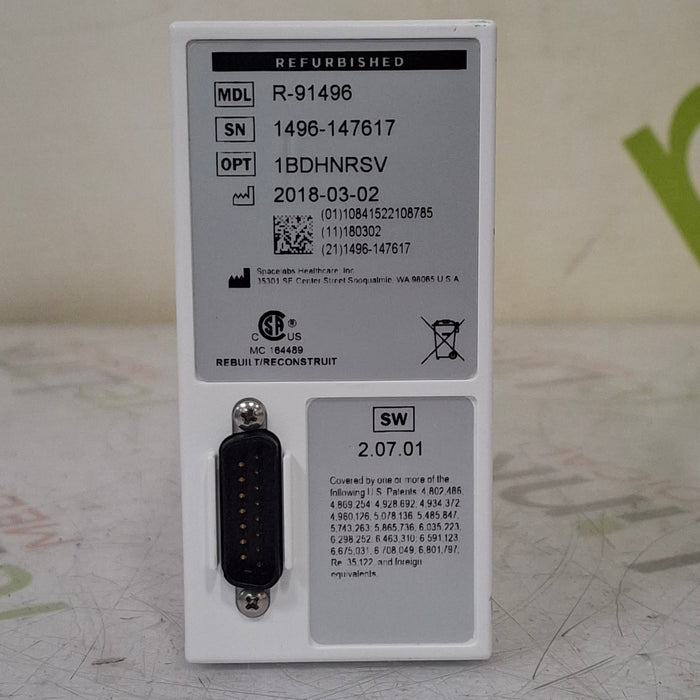 REFURBISHED
MDL R-91496
SN 1496-147617
OPT 1BDHNRSV
2018-03-02
(01)10841522108785
(11)180302
(21)1496-147617
Spacelabs Healthcare, Inc.
35301 SE Center Street Snoqualmie, WA 98065 U.S.A.
C SA ® US
MC 164489
REBUILT/RECONSTRUIT
SW
2.07.01
Covered by one or more of the
following U.S. Patents: 4,802,486;
4,869,254; 4,928,692; 4,934,372;
4,960,126; 5,078,136; 5,485,847;
5,743,263; 5,865,736; 6,035,223;
6,298,252; 6,463,310; 6,591,123;
6,675,031; 6,708,049; 6,801,797;
Re. 35,122; and foreign
equivalents.